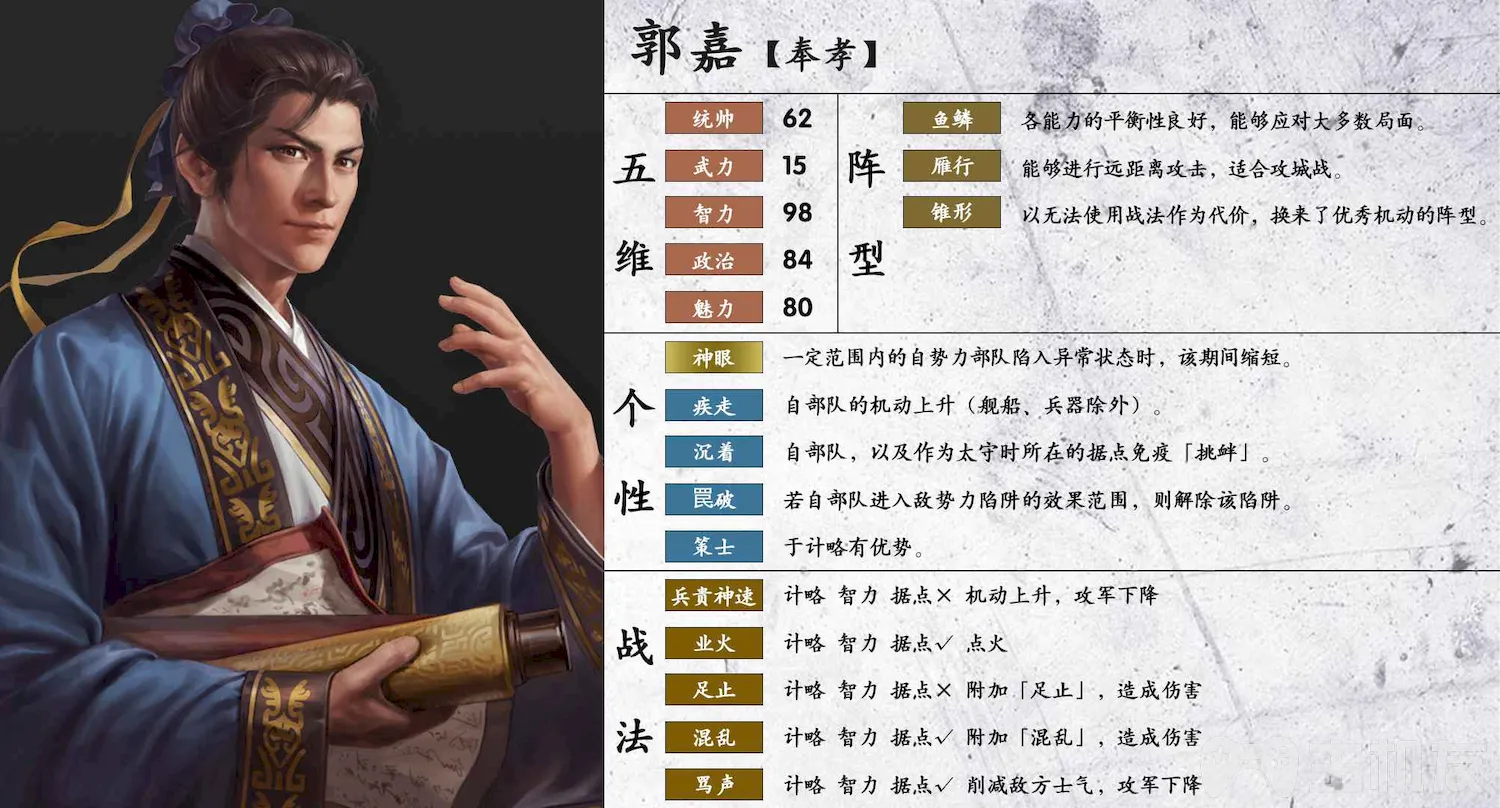 郭嘉【奉孝】
五维
统帅 62
武力 15
智力 98
政治 84
魅力 80
阵型
鱼鳞 各能力的平衡性良好，能够应对大多数局面。
雁行 能够进行远距离攻击，适合攻城战。
锥形 以无法使用战法作为代价，换来了优秀机动的阵型。
个性
神眼 一定范围内的自势力部队陷入异常状态时，该期间缩短。
疾走 自部队的机动上升（舰船、兵器除外）。
沉着 自部队，以及作为太守时所在的据点免疫「挑衅」。
罠破 若自部队进入敌势力陷阱的效果范围，则解除该陷阱。
策士 于计略有优势。
战法
兵贵神速 计略 智力 据点× 机动上升，攻军下降
业火 计略 智力 据点✓ 点火
足止 计略 智力 据点× 附加「足止」，造成伤害
混乱 计略 智力 据点✓ 附加「混乱」，造成伤害
骂声 计略 智力 据点✓ 削减敌方士气，攻军下降